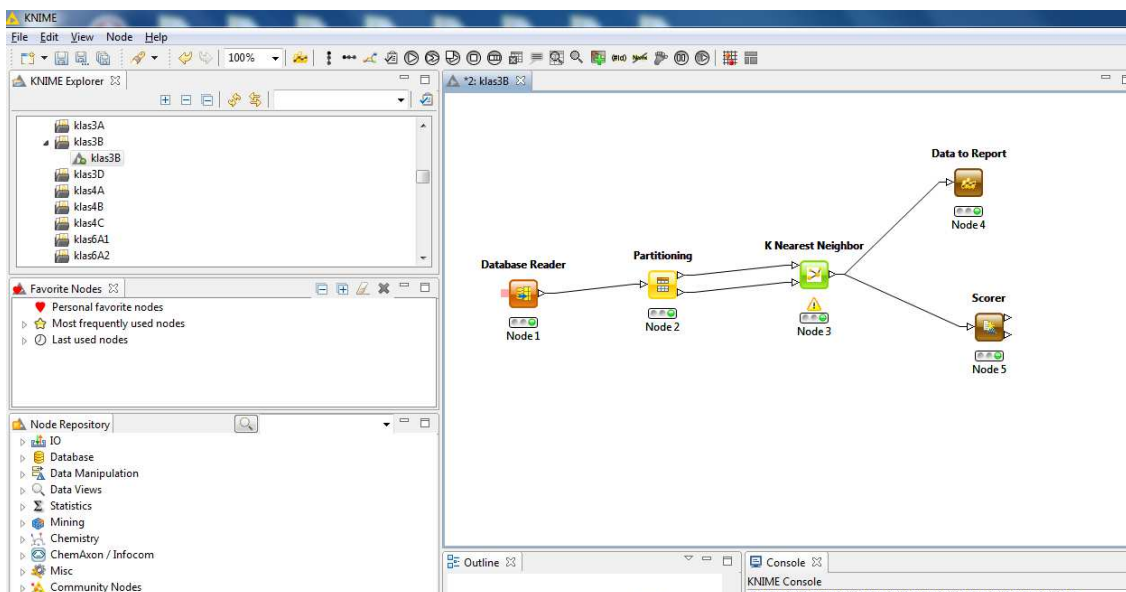 KNIME
File Edit View Node Help
100%
KNIME Explorer
klas3A
klas3B
klas3B
klas3D
klas4A
klas4B
klas4C
klas6A1
klas6A2
Favorite Nodes
Personal favorite nodes
Most frequently used nodes
Last used nodes
Node Repository
IO
Database
Data Manipulation
Data Views
Statistics
Mining
Chemistry
ChemAxon / Infocom
Misc
Community Nodes
*2: klas3B
Data to Report
Node 4
K Nearest Neighbor
Node 3
Partitioning
Node 2
Database Reader
Node 1
Scorer
Node 5
Outline
Console
KNIME Console